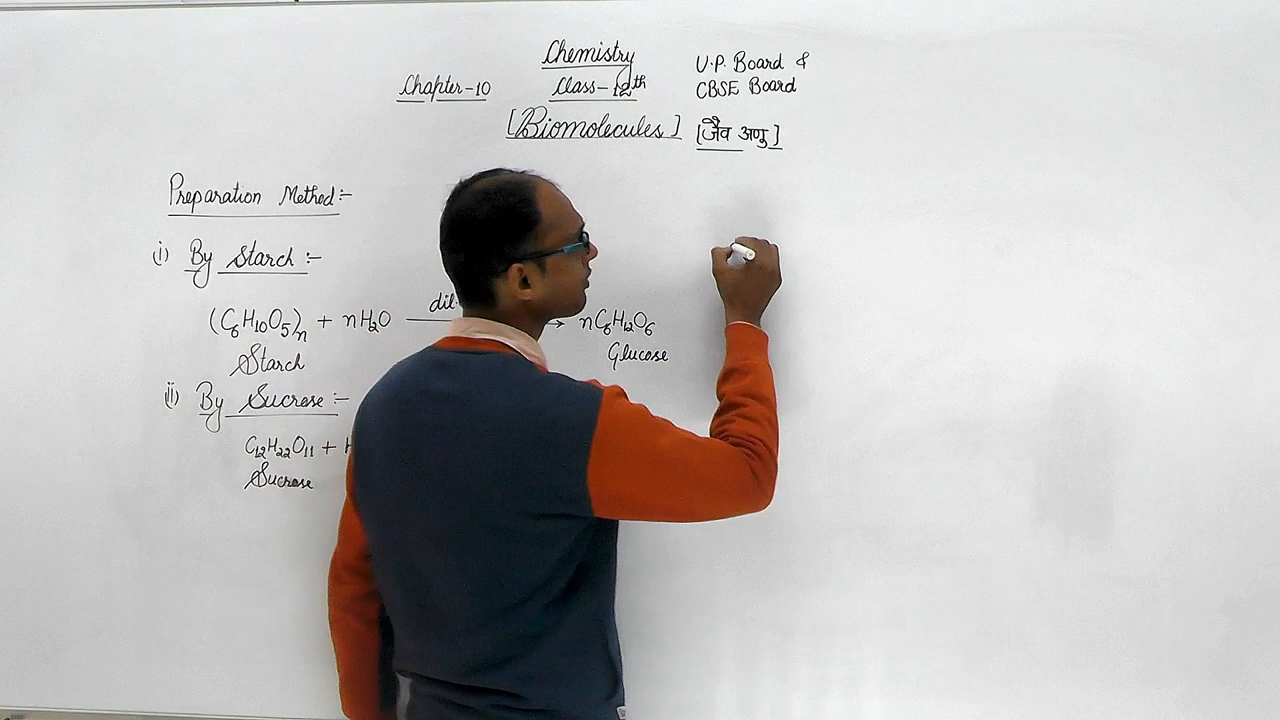 Chemistry
Chapter-10 Class-12th U.P. Board &
CBSE Board
[Biomolecules] [जैव अणु]
Preparation Method:-
i) By Starch:-
(C6H10O5)n + nH2O dil. → nC6H12O6
Starch Glucose
ii) By Sucrose:-
C12H22O11 + H
Sucrose